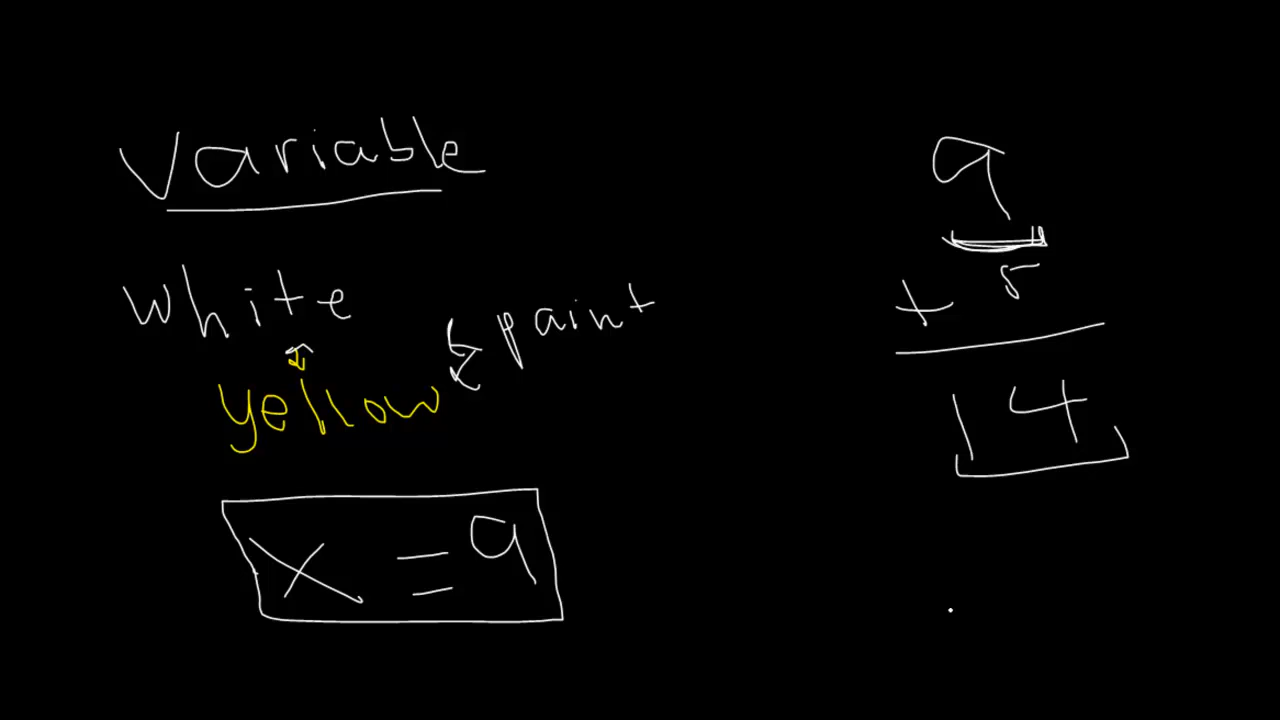 Variable
white
paint
yellow
x = 9
9
+ 5
14